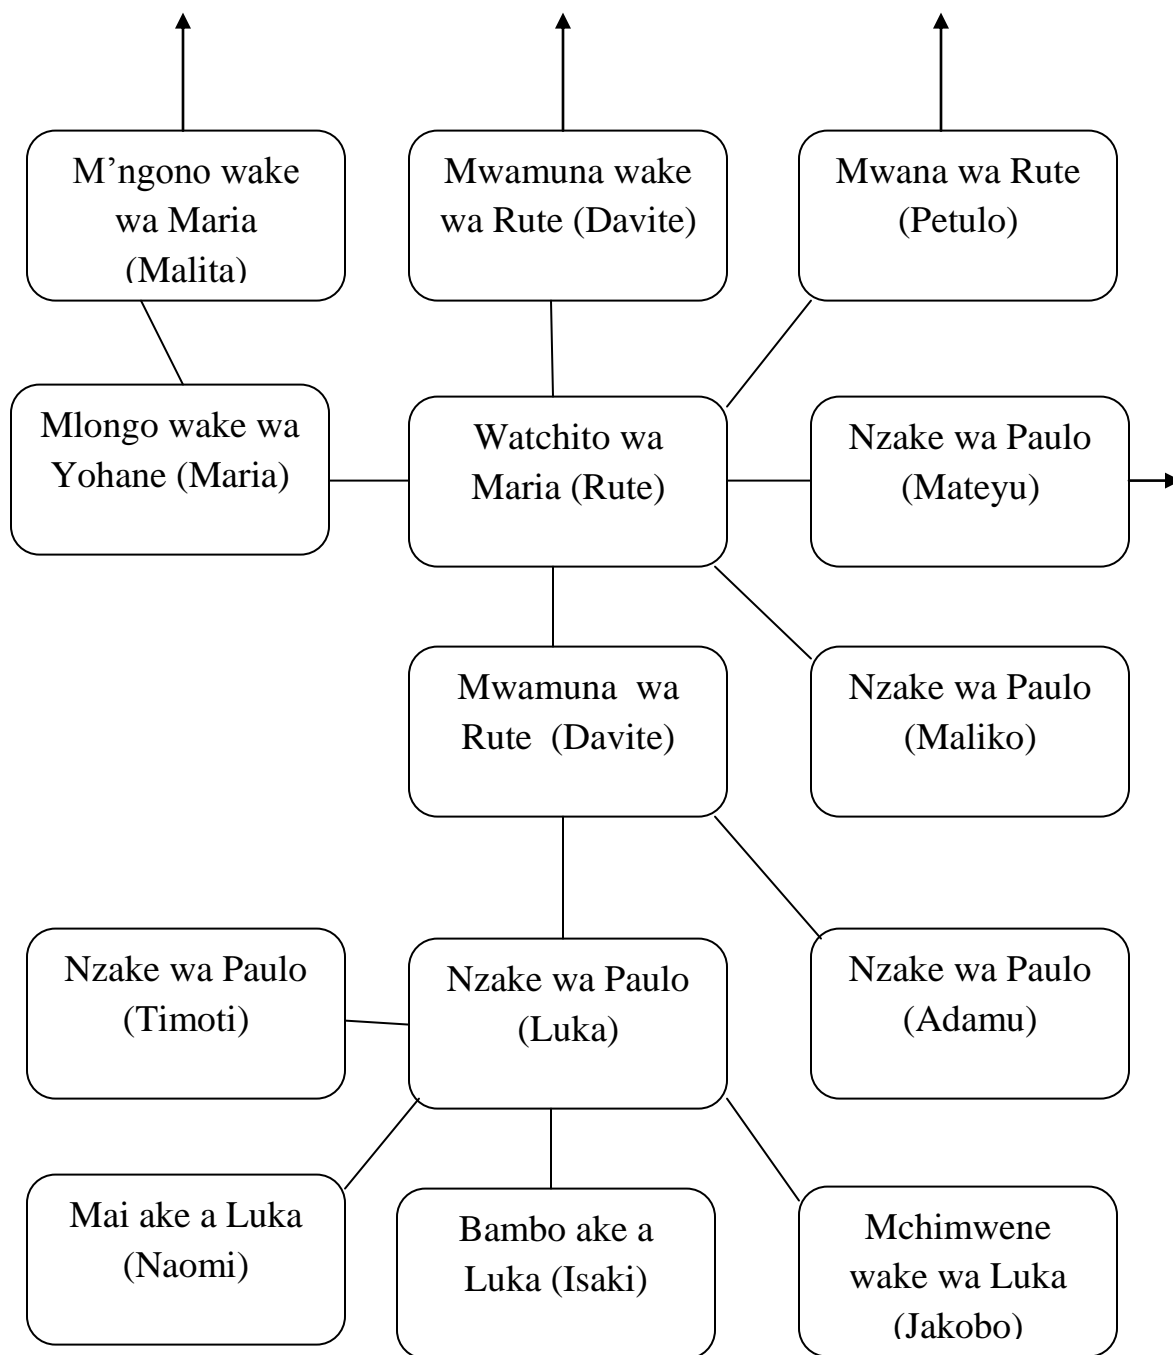 M’ngono wake
wa Maria
(Malita)
Mwamuna wake
wa Rute (Davite)
Mwana wa Rute
(Petulo)
Mlongo wake wa
Yohane (Maria)
Watchito wa
Maria (Rute)
Nzake wa Paulo
(Mateyu)
Mwamuna  wa
Rute  (Davite)
Nzake wa Paulo
(Maliko)
Nzake wa Paulo
(Timoti)
Nzake wa Paulo
(Luka)
Nzake wa Paulo
(Adamu)
Mai ake a Luka
(Naomi)
Bambo ake a
Luka (Isaki)
Mchimwene
wake wa Luka
(Jakobo)